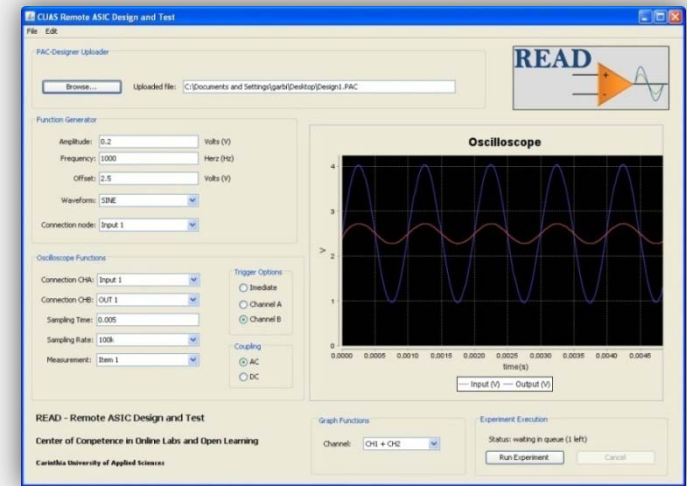 CUAS Remote ASIC Design and Test
File Edit
PAC-Designer Uploader
Browse... Uploaded file: C:\Documents and Settings\garbi\Desktop\Design1.PAC
READ
+
-
Function Generator
Amplitude: 0.2 Volts (V)
Frequency: 1000 Herz (Hz)
Offset: 2.5 Volts (V)
Waveform: SINE
Connection node: Input 1
Oscilloscope Functions
Connection CHA: Input 1
Connection CHB: OUT 1
Sampling Time: 0.005
Sampling Rate: 100k
Measurement: Item 1
Trigger Options
Imediate
Channel A
Channel B
Coupling
AC
DC
Oscilloscope
4
3
2
1
0
V
0.0000 0.0005 0.0010 0.0015 0.0020 0.0025 0.0030 0.0035 0.0040 0.0045
time(s)
Input (V) Output (V)
READ - Remote ASIC Design and Test
Center of Competence in Online Labs and Open Learning
Carinthia University of Applied Sciences
Graph Functions
Channel: CH1 + CH2
Experiment Execution
Status: waiting in queue (1 left)
Run Experiment Cancel